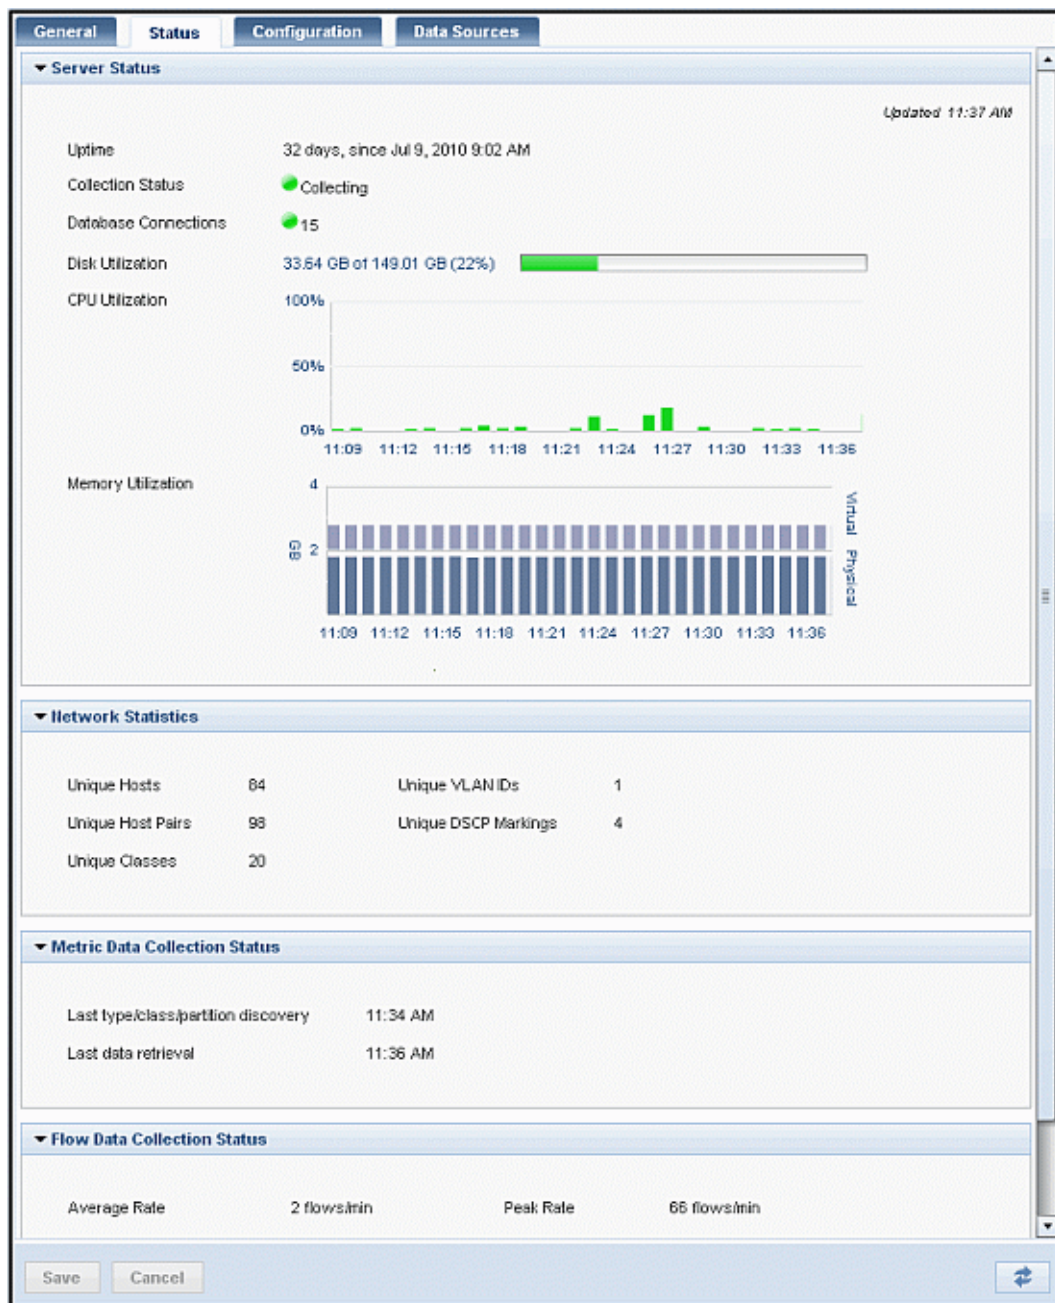 General Status Configuration Data Sources
Server Status
Updated 11:37 AM
Uptime 32 days, since Jul 9, 2010 9:02 AM
Collection Status Collecting
Database Connections 15
Disk Utilization 33.64 GB of 149.01 GB (22%)
CPU Utilization 100%
50%
0%
11:09 11:12 11:15 11:18 11:21 11:24 11:27 11:30 11:33 11:36
Memory Utilization 4
GB 2
Virtual Physical
11:09 11:12 11:15 11:18 11:21 11:24 11:27 11:30 11:33 11:36
Network Statistics
Unique Hosts 84 Unique VLAN IDs 1
Unique Host Pairs 98 Unique DSCP Markings 4
Unique Classes 20
Metric Data Collection Status
Last type/class/partition discovery 11:34 AM
Last data retrieval 11:36 AM
Flow Data Collection Status
Average Rate 2 flows/min Peak Rate 66 flows/min
Save Cancel